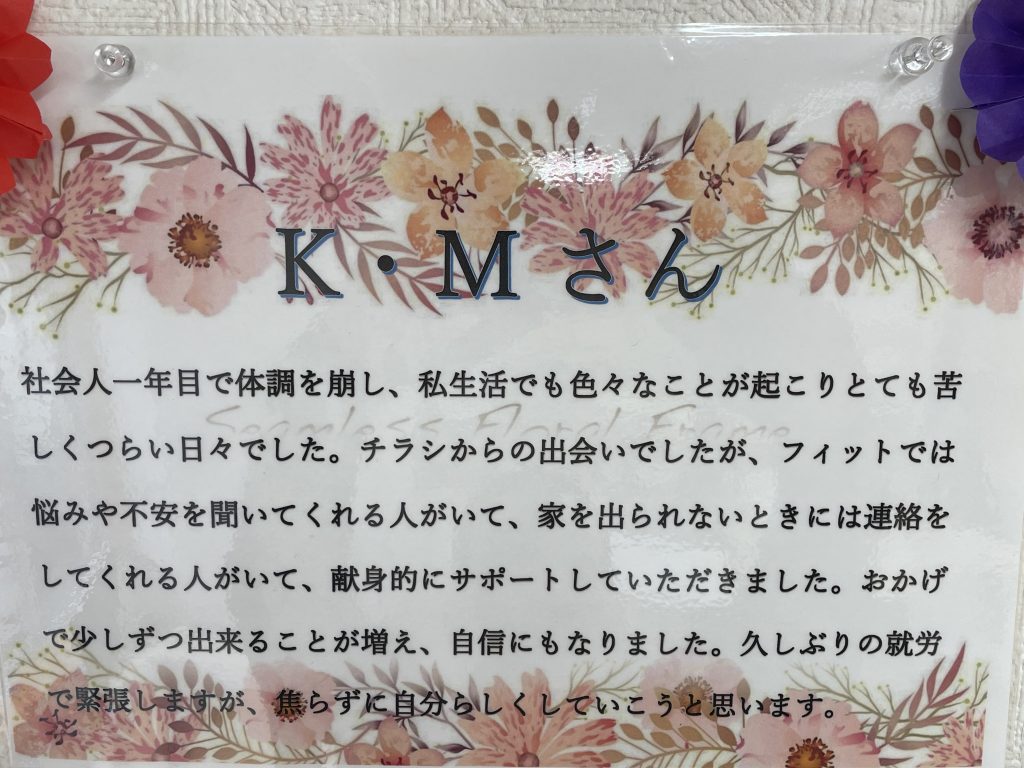 K・Mさん
Seamless Floral Frame
社会人一年目で体調を崩し、私生活でも色々なことが起こりとても苦
しくつらい日々でした。チラシからの出会いでしたが、フィットでは
悩みや不安を聞いてくれる人がいて、家を出られないときには連絡を
してくれる人がいて、献身的にサポートしていただきました。おかげ
で少しずつ出来ることが増え、自信にもなりました。久しぶりの就労
で緊張しますが、焦らずに自分らしくしていこうと思います。